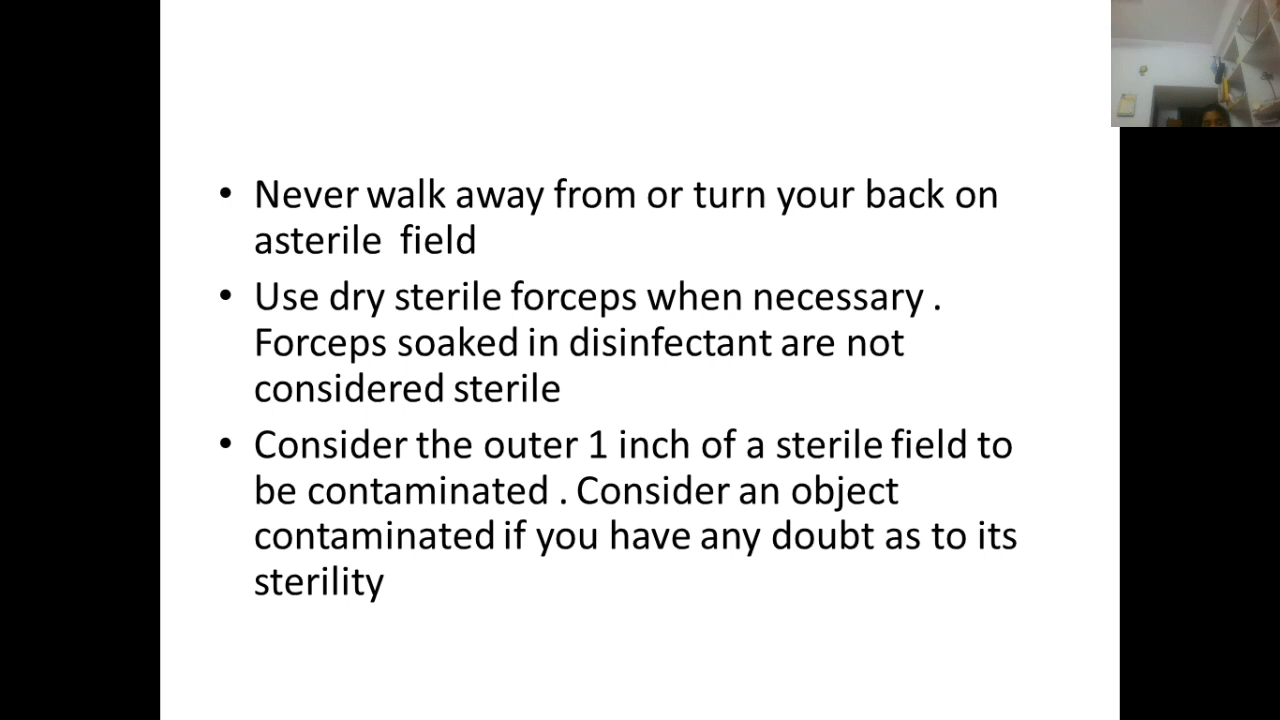 • Never walk away from or turn your back on
asterile  field
• Use dry sterile forceps when necessary .
Forceps soaked in disinfectant are not
considered sterile
• Consider the outer 1 inch of a sterile field to
be contaminated . Consider an object
contaminated if you have any doubt as to its
sterility